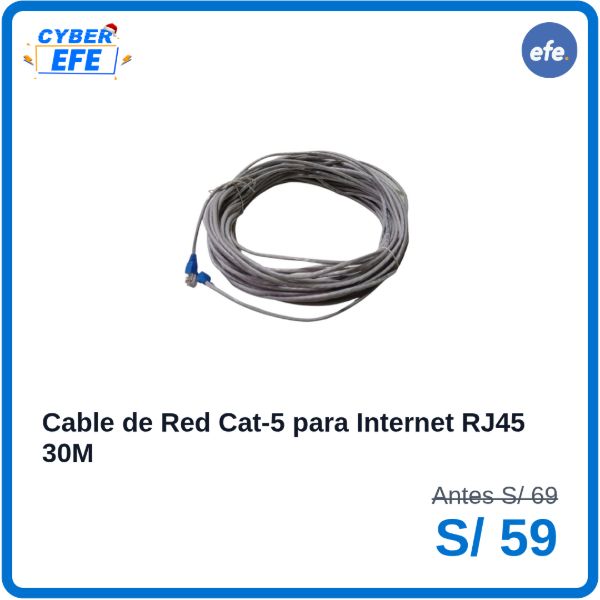 CYBER
EFE
efe.
Cable de Red Cat-5 para Internet RJ45
30M
Antes S/ 69
S/ 59